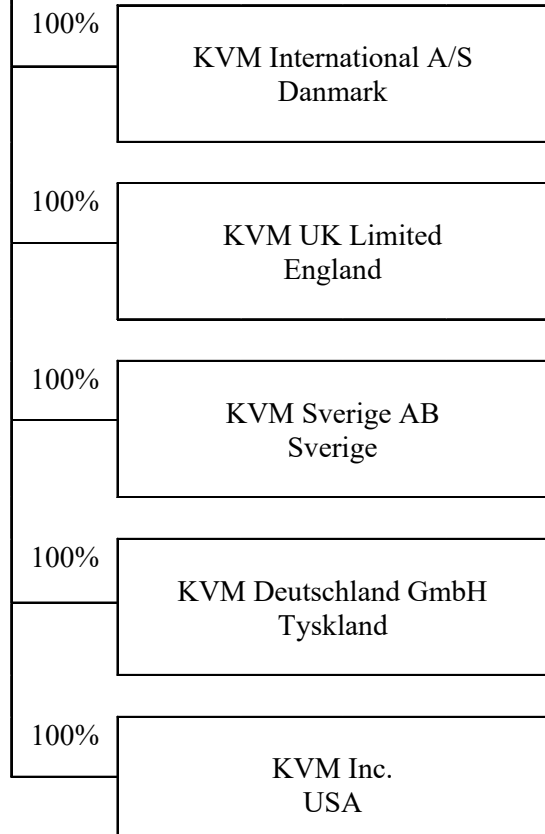 100%
KVM International A/S
Danmark
100%
KVM UK Limited
England
100%
KVM Sverige AB
Sverige
100%
KVM Deutschland GmbH
Tyskland
100%
KVM Inc.
USA